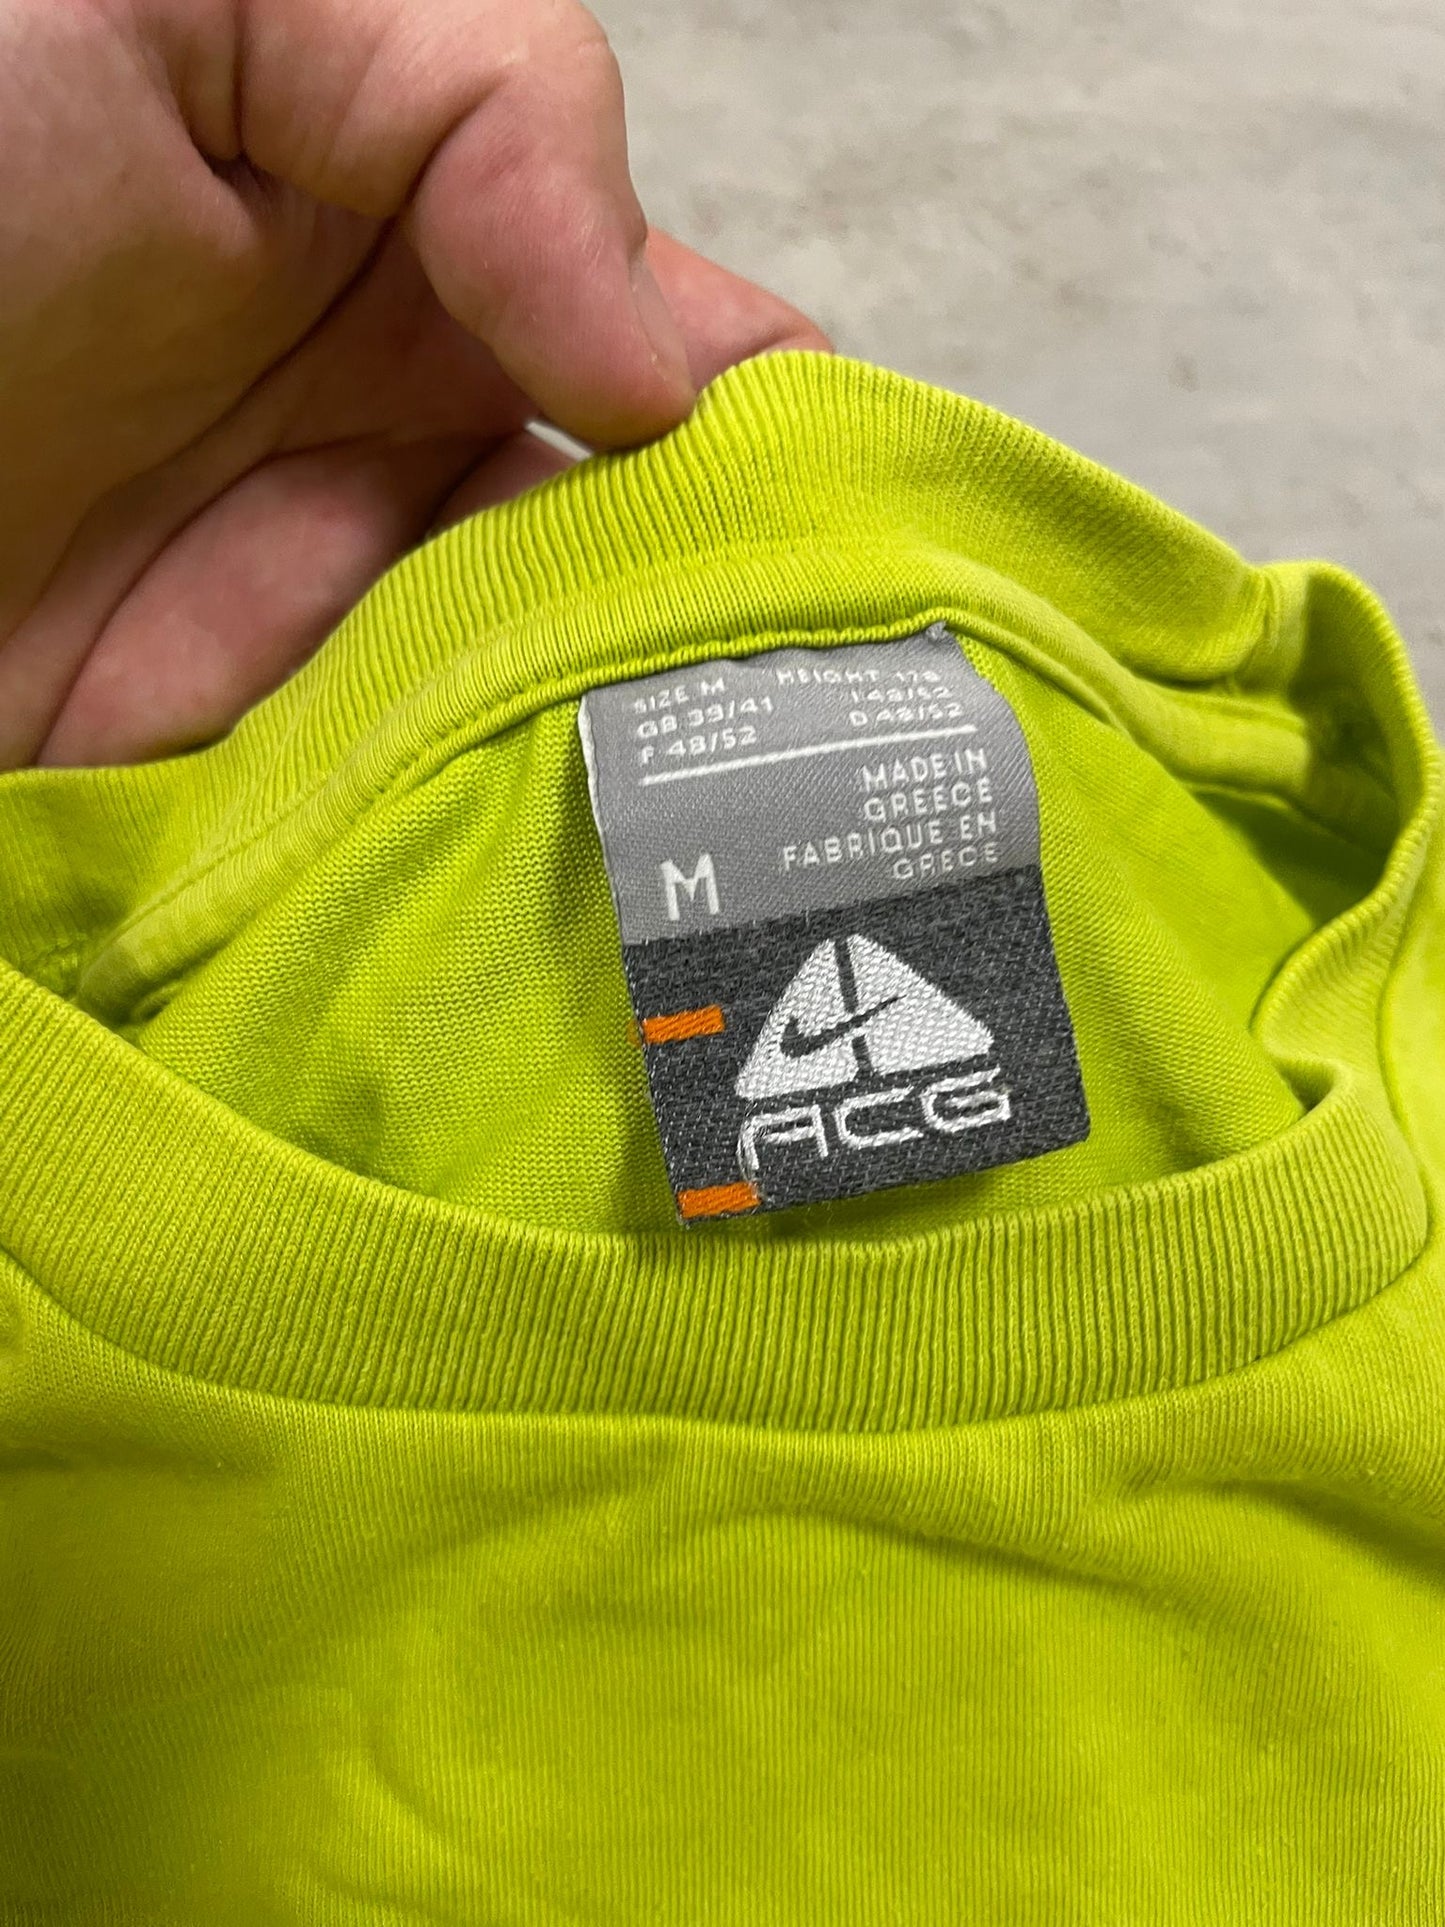 SIZE M HEIGHT 178
GB 39/41 I 48/52
F 48/52 D 48/52
MADE IN
GREECE
FABRIQUE EN
GRECE
M
ACG